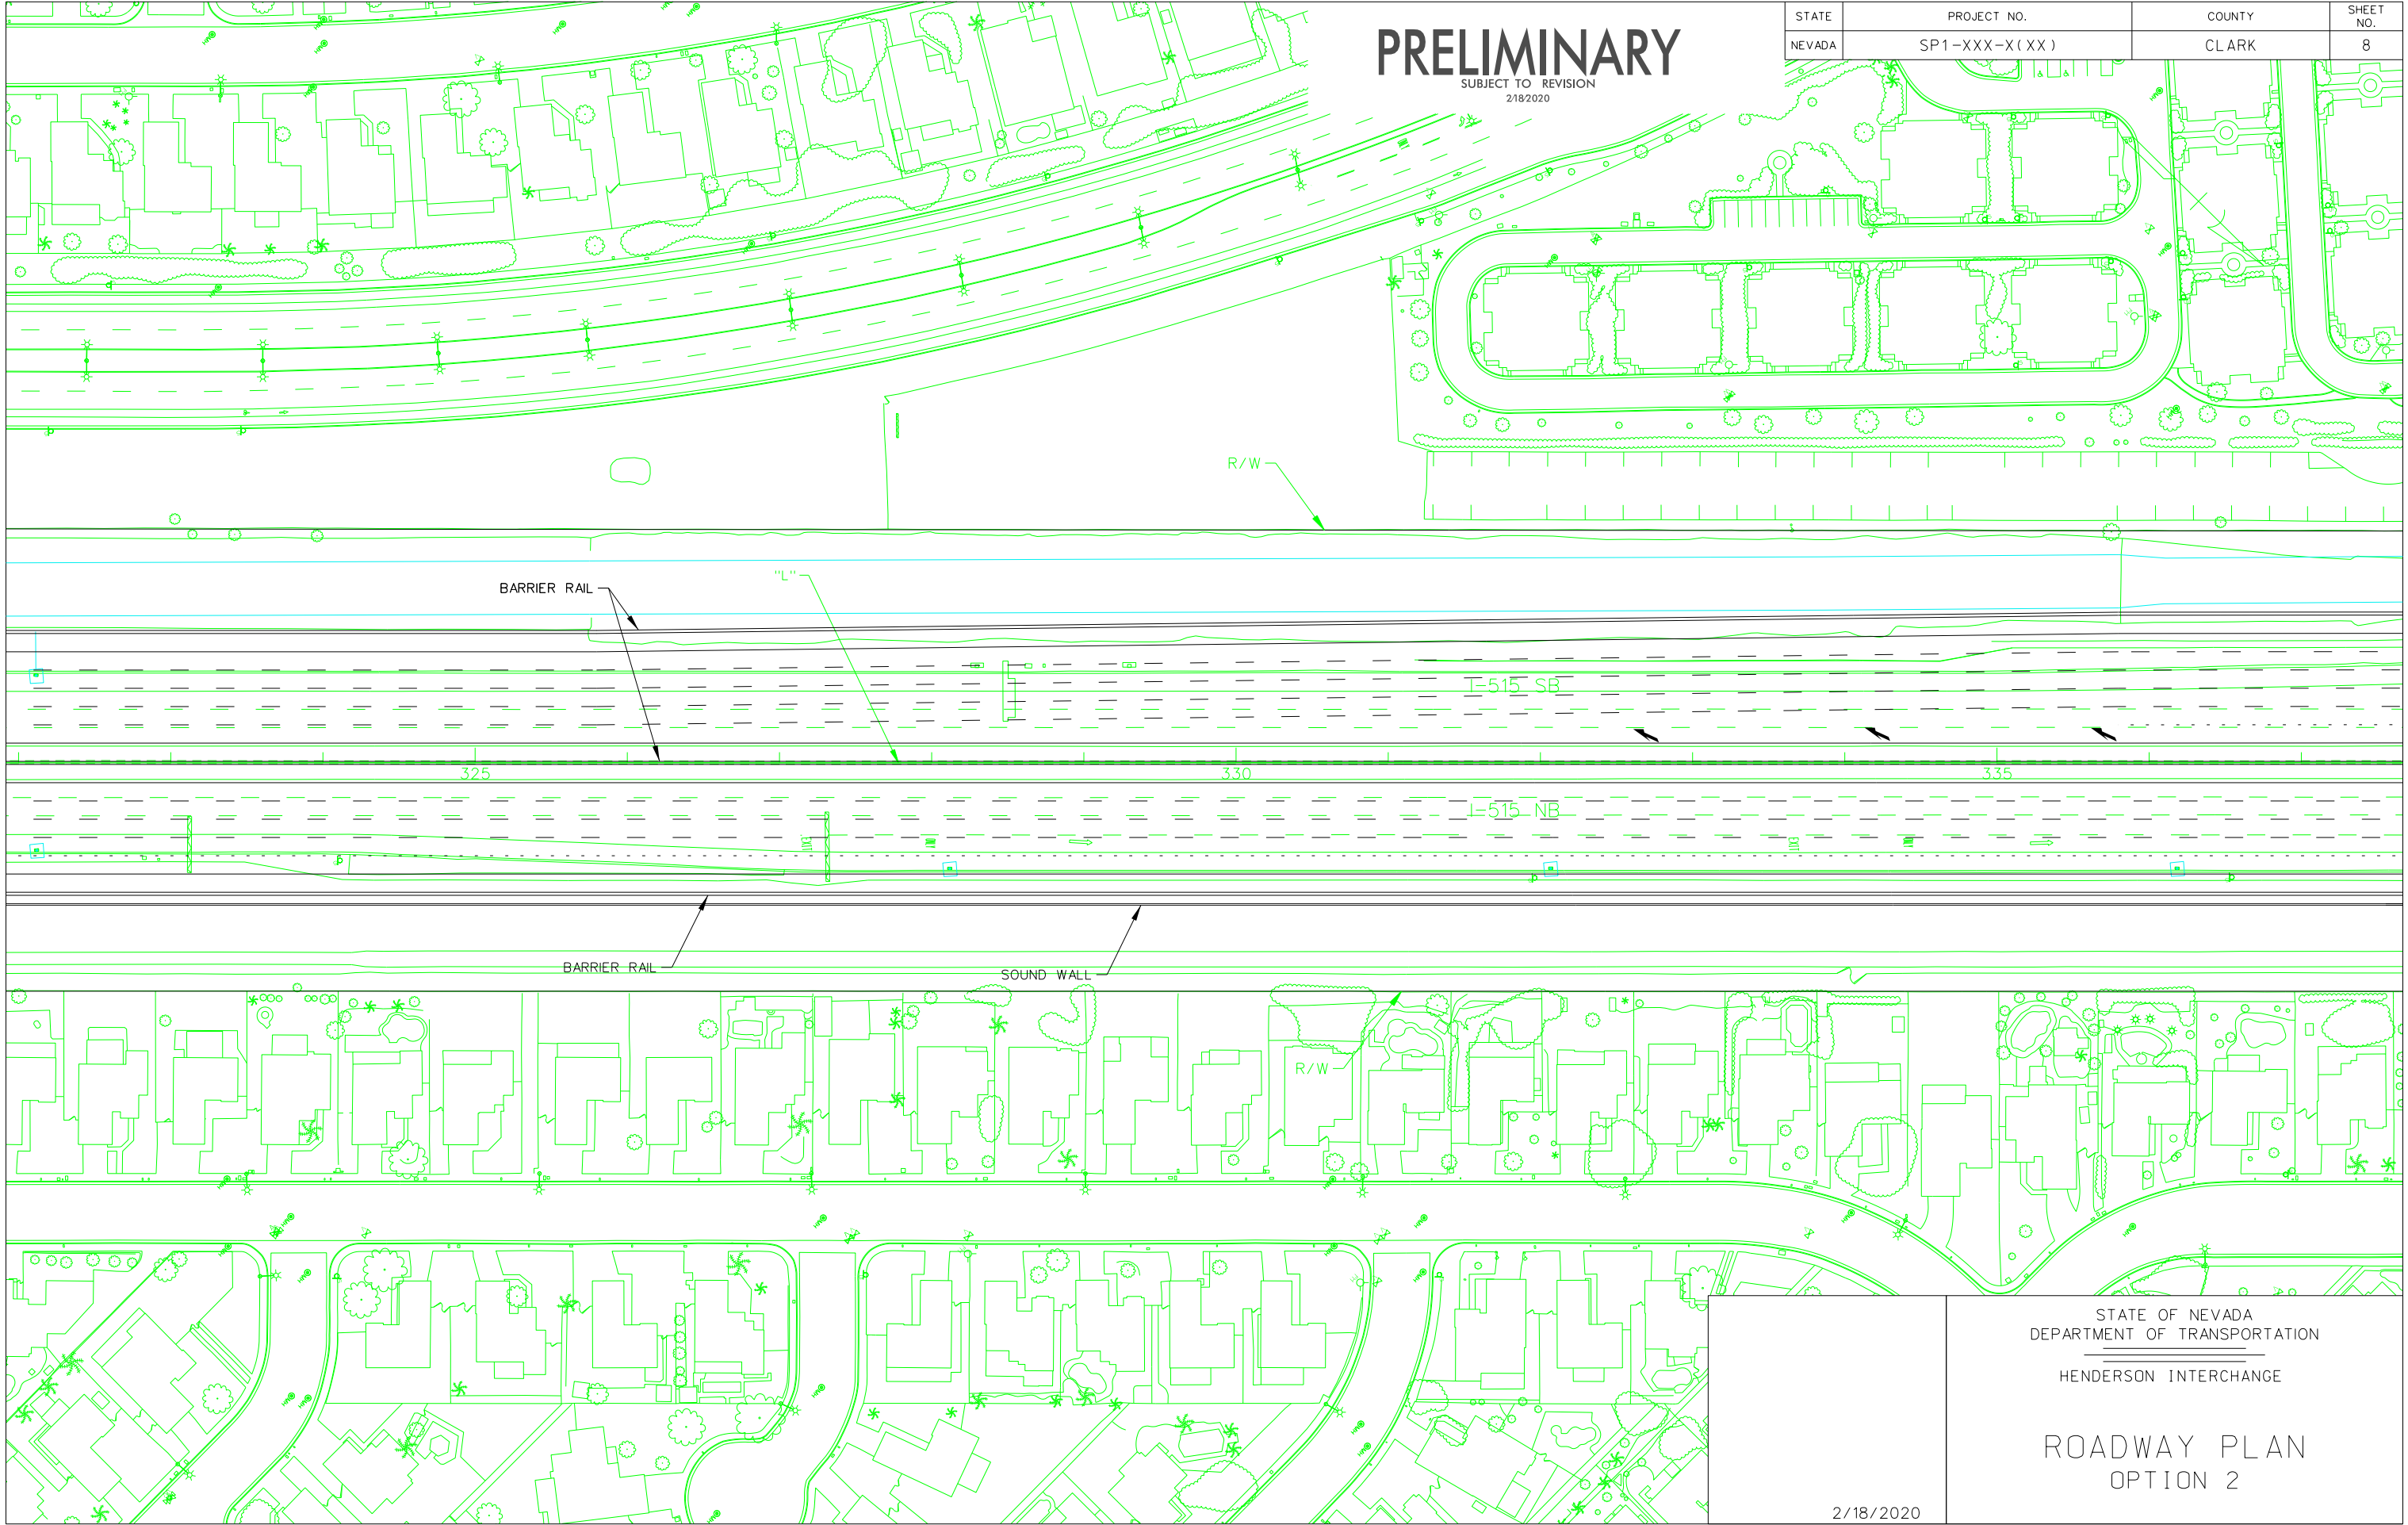 PRELIMINARY
SUBJECT TO REVISION
2/18/2020
STATE PROJECT NO. COUNTY SHEET NO.
NEVADA SP1-XXX-X(XX) CLARK 8
R/W
"L"
BARRIER RAIL
I-515 SB
325 330 335
I-515 NB
BARRIER RAIL
SOUND WALL
R/W
STATE OF NEVADA
DEPARTMENT OF TRANSPORTATION
HENDERSON INTERCHANGE
ROADWAY PLAN
OPTION 2
2/18/2020